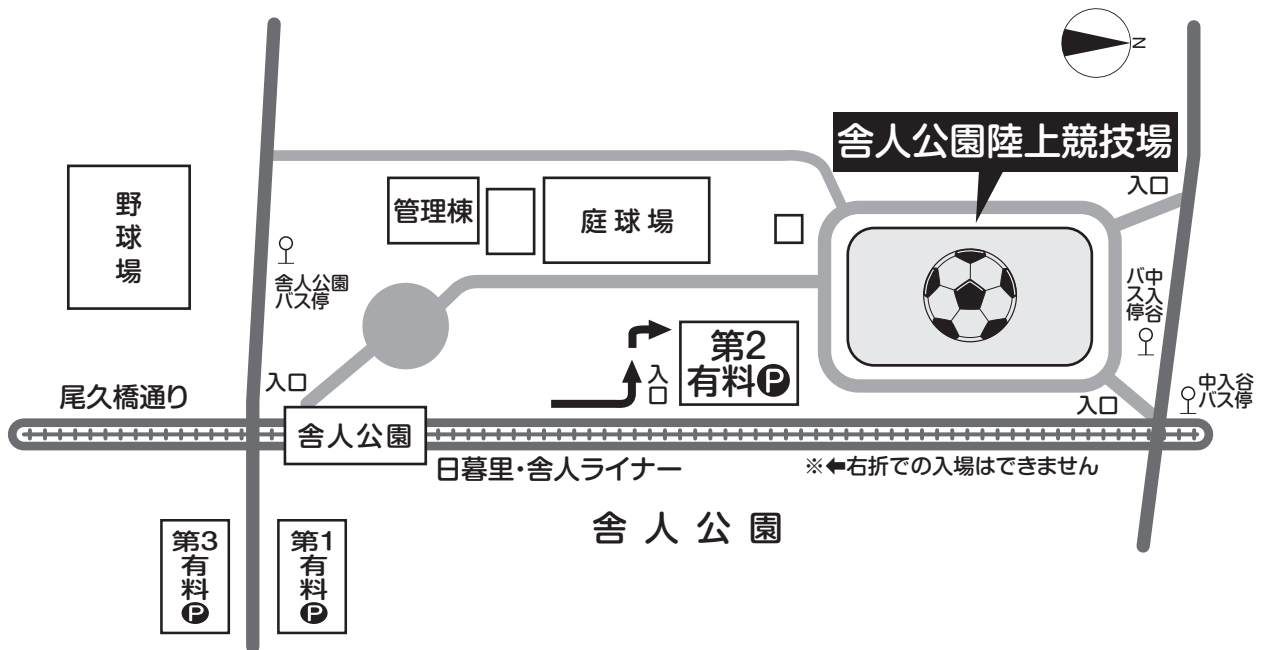 N
舎人公園陸上競技場
入口
野球場
管理棟
庭球場
舎人公園
バス停
中入谷
バス停
第2
有料P
入口
入口
尾久橋通り
中入谷
バス停
入口
舎人公園
日暮里・舎人ライナー
※←右折での入場はできません
舎人公園
第3有料P
第1有料P